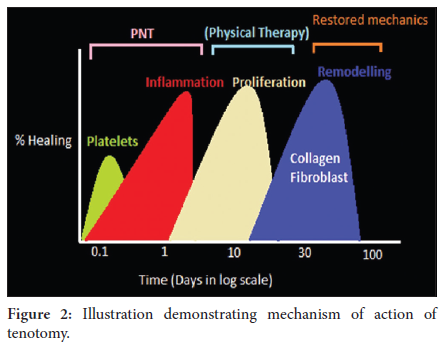 Restored mechanics
PNT
(Physical Therapy)
Inflammation
Proliferation
Remodelling
% Healing
Platelets
Collagen
Fibroblast
0.1
1
10
30
100
Time (Days in log scale)
Figure 2: Illustration demonstrating mechanism of action of
tenotomy.